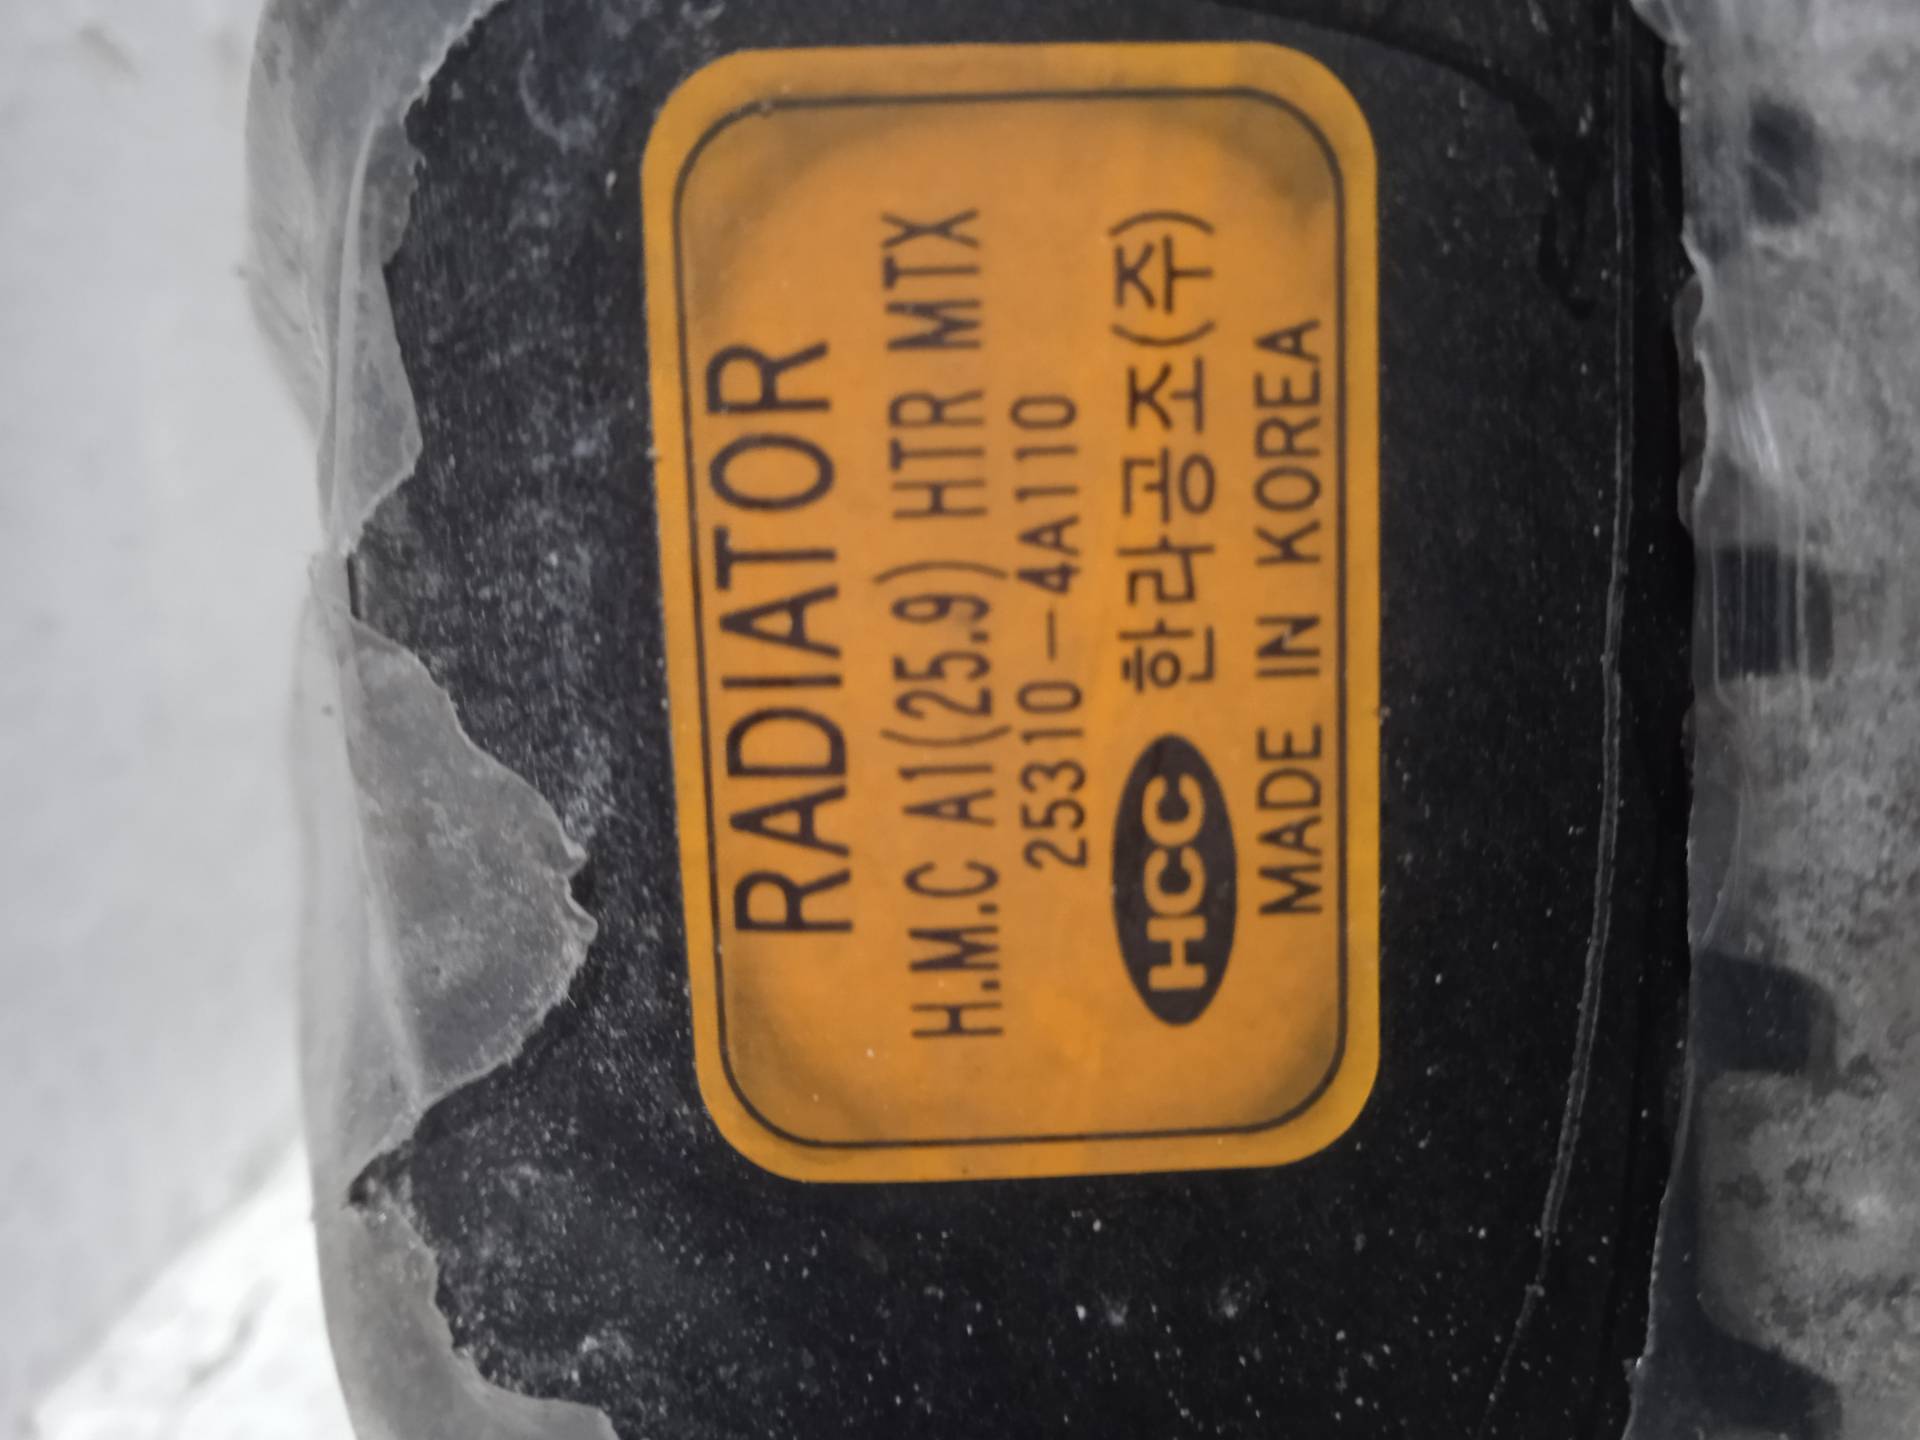 RADIATOR
H.M.C A1(25.9) HTR MTX
25310-4A110
HCC 한라공조(주)
MADE IN KOREA